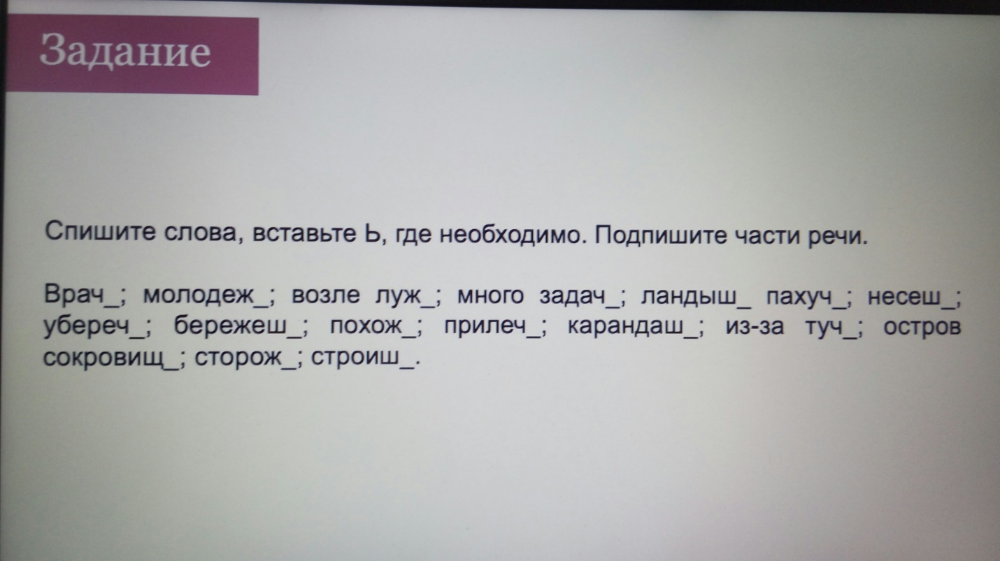 Задание
Спишите слова, вставьте Ь, где необходимо. Подпишите части речи.
Врач_; молодеж_; возле луж_; много задач_; ландыш_ пахуч_; несеш_;
убереч_; бережеш_; похож_; прилеч_; карандаш_; из-за туч_; остров
сокровищ_; сторож_; строиш_.